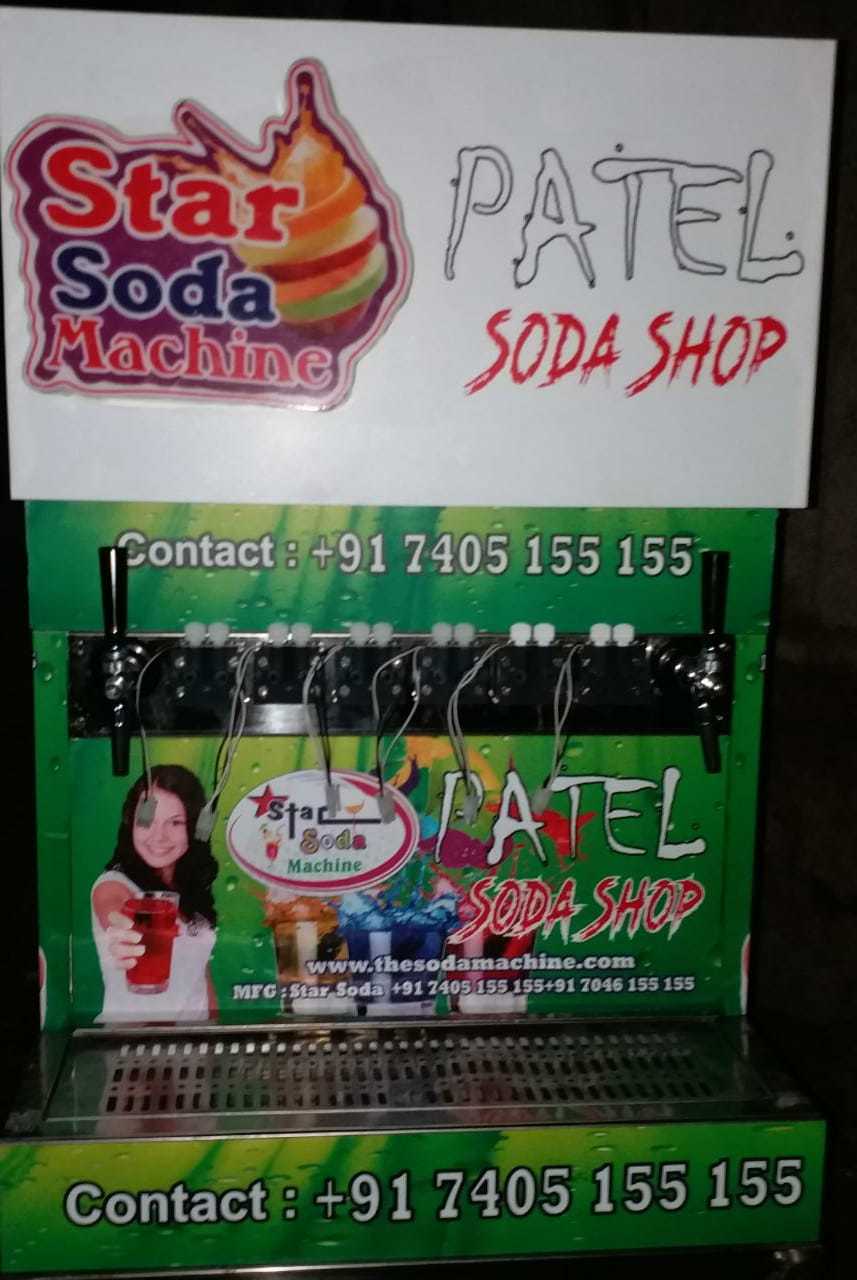 Star
Soda
Machine
PATEL
SODA SHOP
Contact : +91 7405 155 155
Star
Soda
Machine
PATEL
SODA SHOP
www.thesodamachine.com
MFG : Star Soda +91 7405 155 155+91 7046 155 155
Contact : +91 7405 155 155